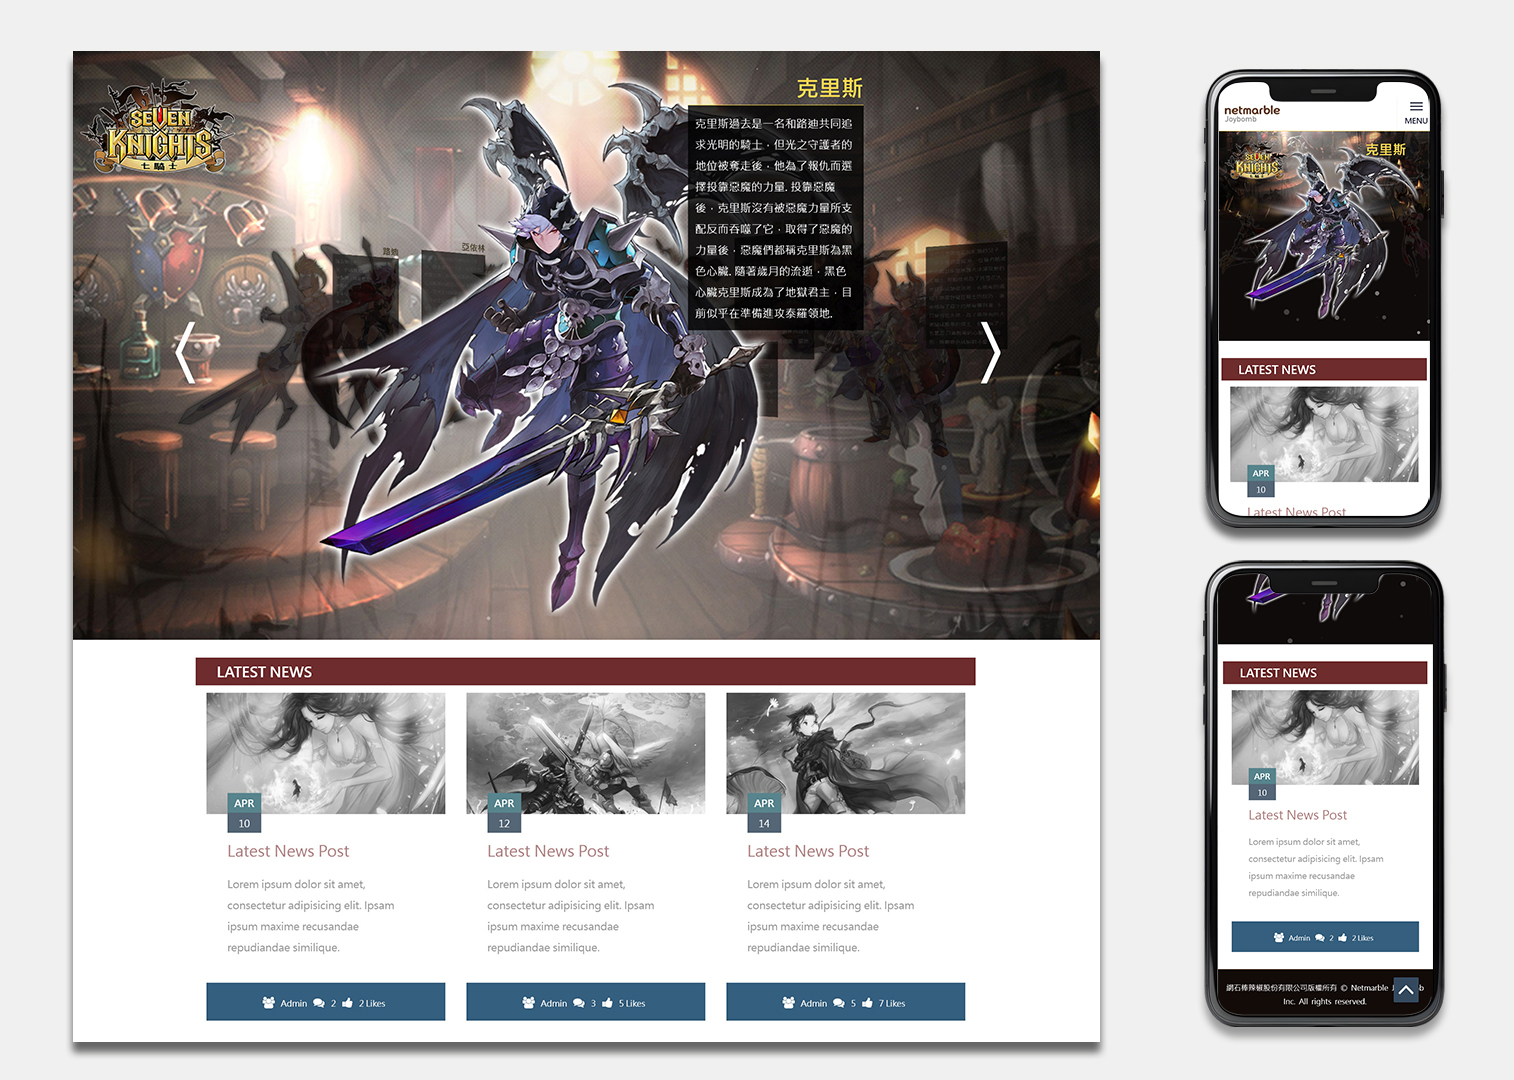 SEVEN
KNIGHTS
七騎士
克里斯
克里斯過去是一名和路迪共同追
求光明的騎士，但光之守護者的
地位被奪走後，他為了報仇而選
擇投靠惡魔的力量. 投靠惡魔
後，克里斯沒有被惡魔力量所支
配反而吞噬了它，取得了惡魔的
力量後，惡魔們都稱克里斯為黑
色心臟. 隨著歲月的流逝，黑色
心臟克里斯成為了地獄君主，目
前似乎在準備進攻泰羅領地.
亞依林
LATEST NEWS
APR
10
Latest News Post
Lorem ipsum dolor sit amet,
consectetur adipisicing elit. Ipsam
ipsum maxime recusandae
repudiandae similique.
Admin 2 2 Likes
APR
12
Latest News Post
Lorem ipsum dolor sit amet,
consectetur adipisicing elit. Ipsam
ipsum maxime recusandae
repudiandae similique.
Admin 3 5 Likes
APR
14
Latest News Post
Lorem ipsum dolor sit amet,
consectetur adipisicing elit. Ipsam
ipsum maxime recusandae
repudiandae similique.
Admin 5 7 Likes
netmarble
Joybomb
MENU
SEVEN
KNIGHTS
克里斯
LATEST NEWS
APR
10
Latest News Post
LATEST NEWS
APR
10
Latest News Post
Lorem ipsum dolor sit amet,
consectetur adipisicing elit. Ipsam
ipsum maxime recusandae
repudiandae similique.
Admin 2 2 Likes
網石棒辣椒股份有限公司版權所有 © Netmarble
Inc. All rights reserved.